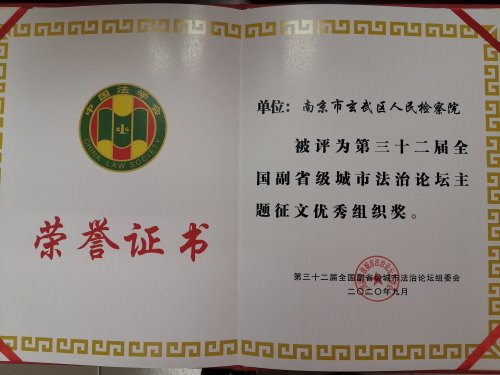 中国法学会
CHINA LAW SOCIETY
荣誉证书
单位：南京市玄武区人民检察院
被评为第三十二届全
国副省级城市法治论坛主
题征文优秀组织奖。
第三十二届全国副省级城市法治论坛组委会
二〇二〇年九月